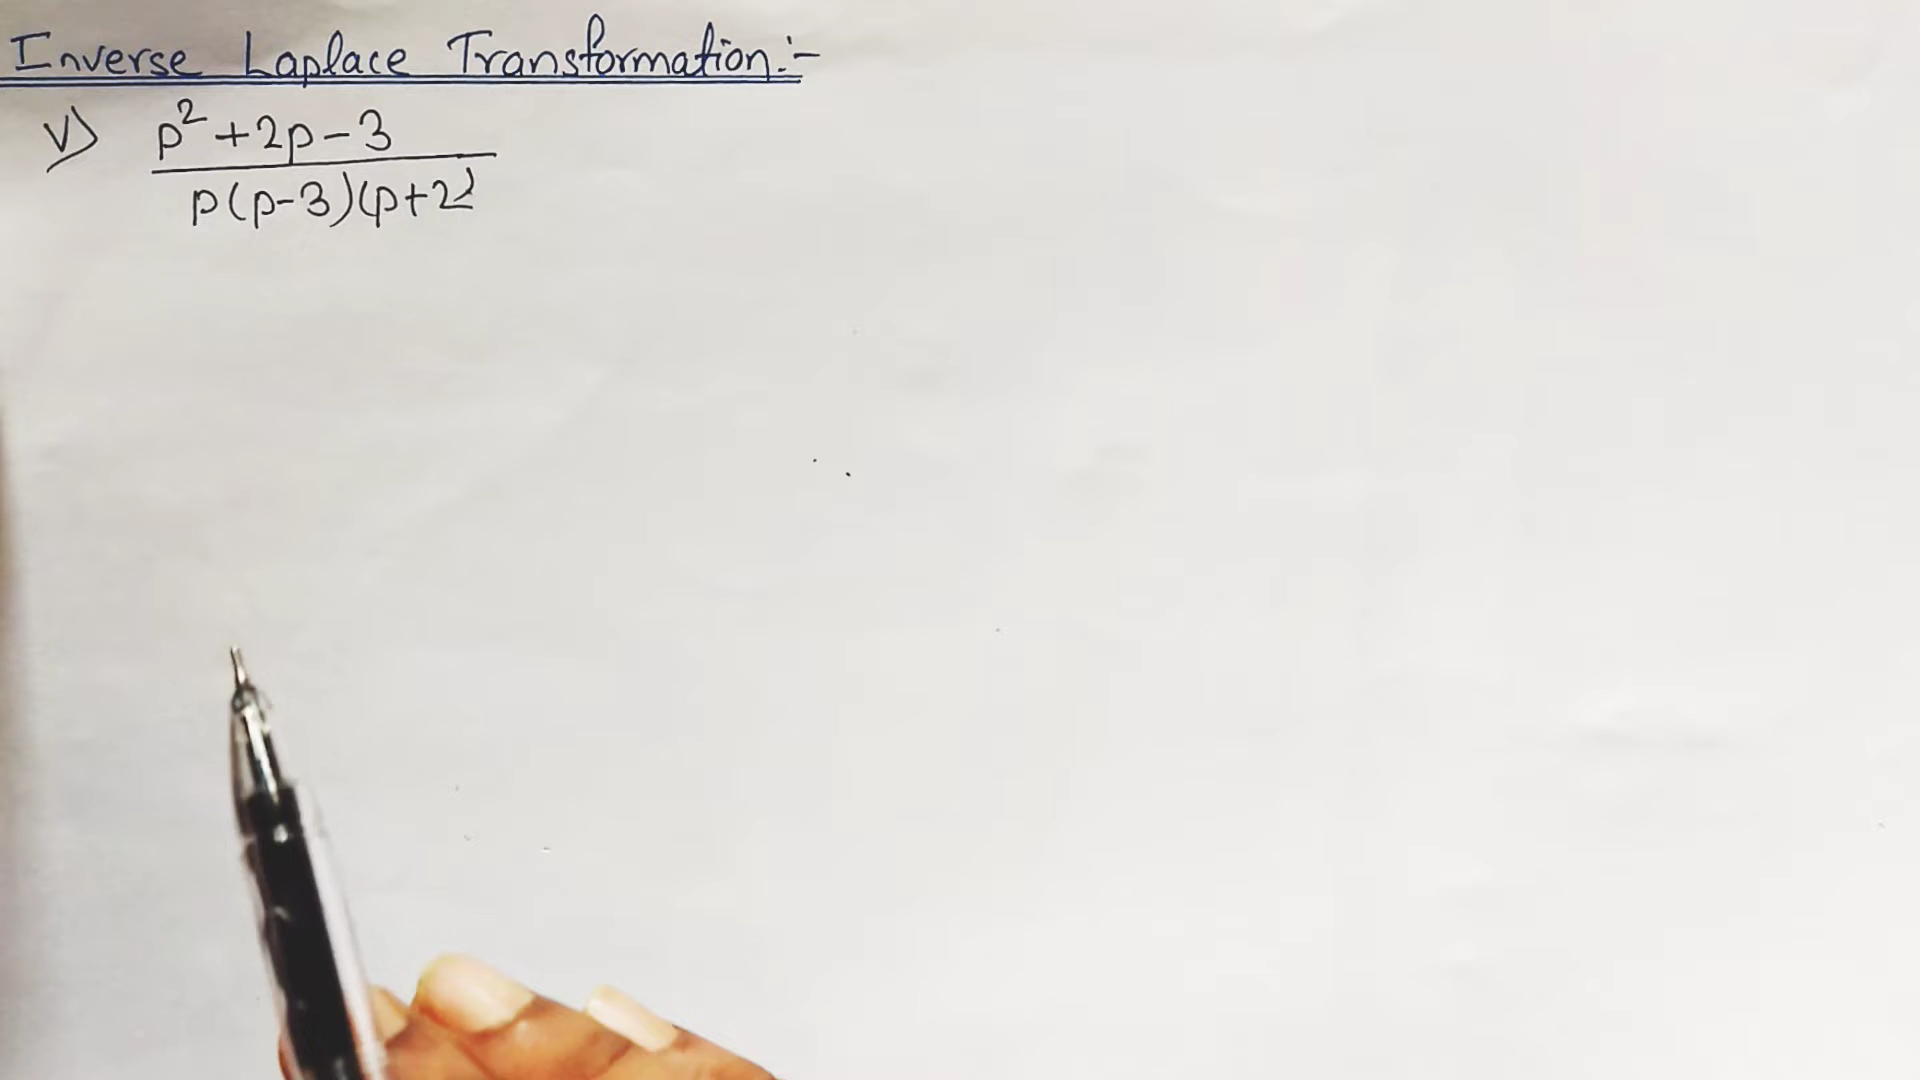 Inverse Laplace Transformation:-
V) p²+2p-3
p(p-3)(p+2)